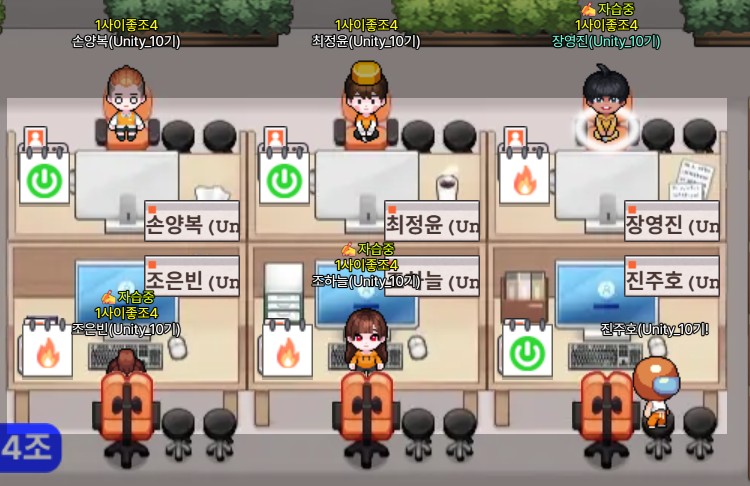 ✍️자습중
1사이좋조4
1사이좋조4
1사이좋조4
손양복(Unity_10기)
최정윤(Unity_10기)
장영진(Unity_10기)
손양복 (Un
최정윤 (Un
장영진 (Un
✍️자습중
1사이좋조4
조하늘(Unity_10기)
조은빈 (Un
하늘 (Un
진주호 (Un
✍️자습중
1사이좋조4
조은빈(Unity_10기)
진주호(Unity_10기!
4조